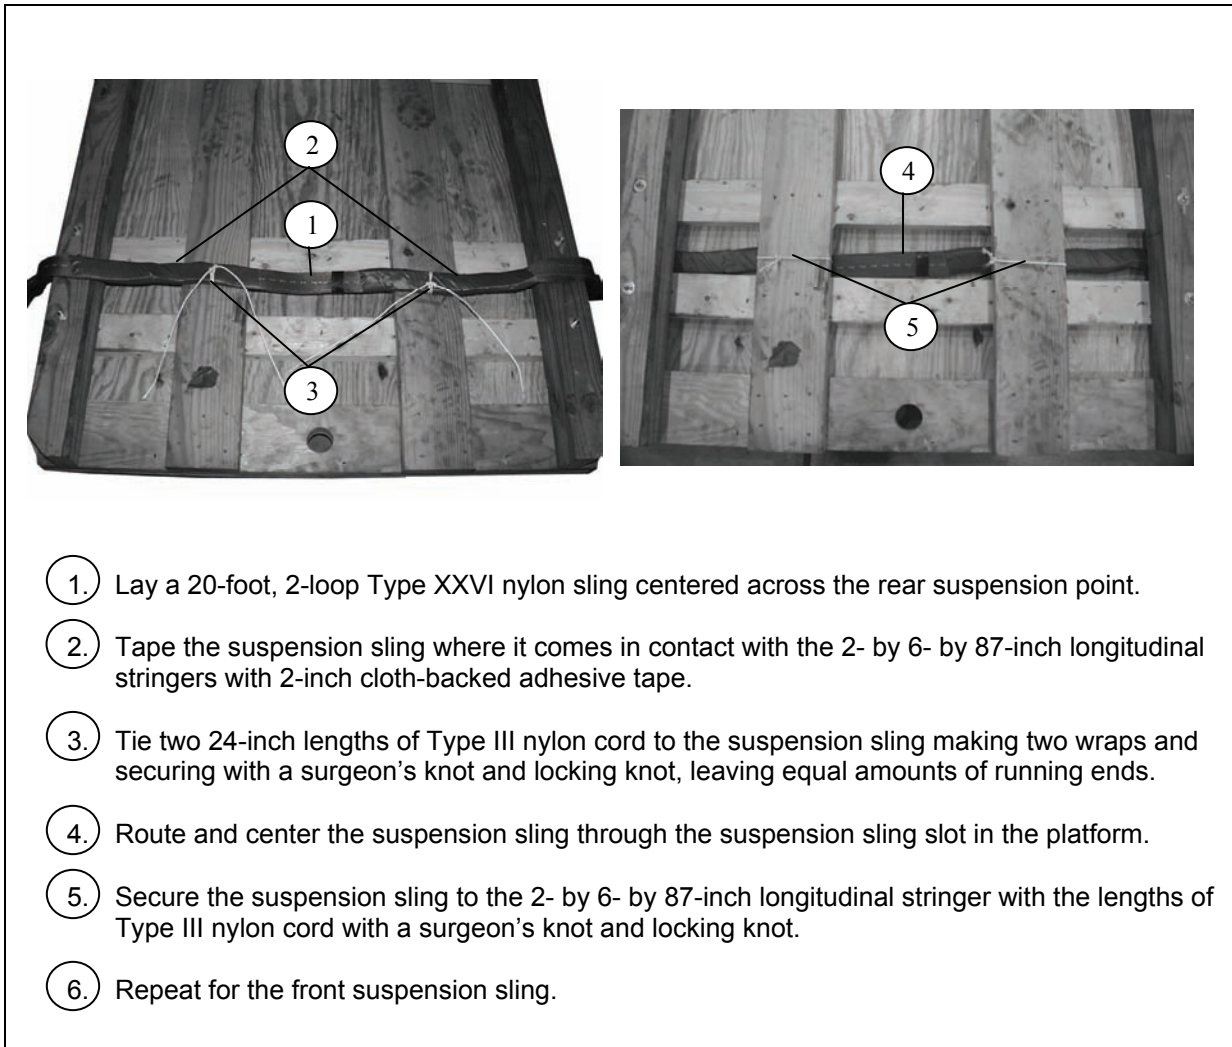 2
1
3
4
5
1. Lay a 20-foot, 2-loop Type XXVI nylon sling centered across the rear suspension point.
2. Tape the suspension sling where it comes in contact with the 2- by 6- by 87-inch longitudinal
stringers with 2-inch cloth-backed adhesive tape.
3. Tie two 24-inch lengths of Type III nylon cord to the suspension sling making two wraps and
securing with a surgeon’s knot and locking knot, leaving equal amounts of running ends.
4. Route and center the suspension sling through the suspension sling slot in the platform.
5. Secure the suspension sling to the 2- by 6- by 87-inch longitudinal stringer with the lengths of
Type III nylon cord with a surgeon’s knot and locking knot.
6. Repeat for the front suspension sling.